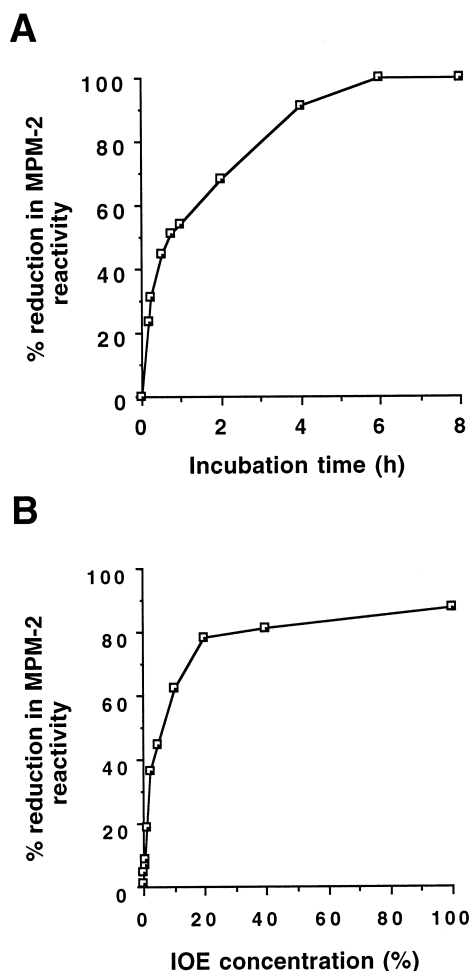 A
100
80
60
40
20
0
% reduction in MPM-2
reactivity
0 2 4 6 8
Incubation time (h)
B
100
80
60
40
20
0
% reduction in MPM-2
reactivity
0 20 40 60 80 100
IOE concentration (%)